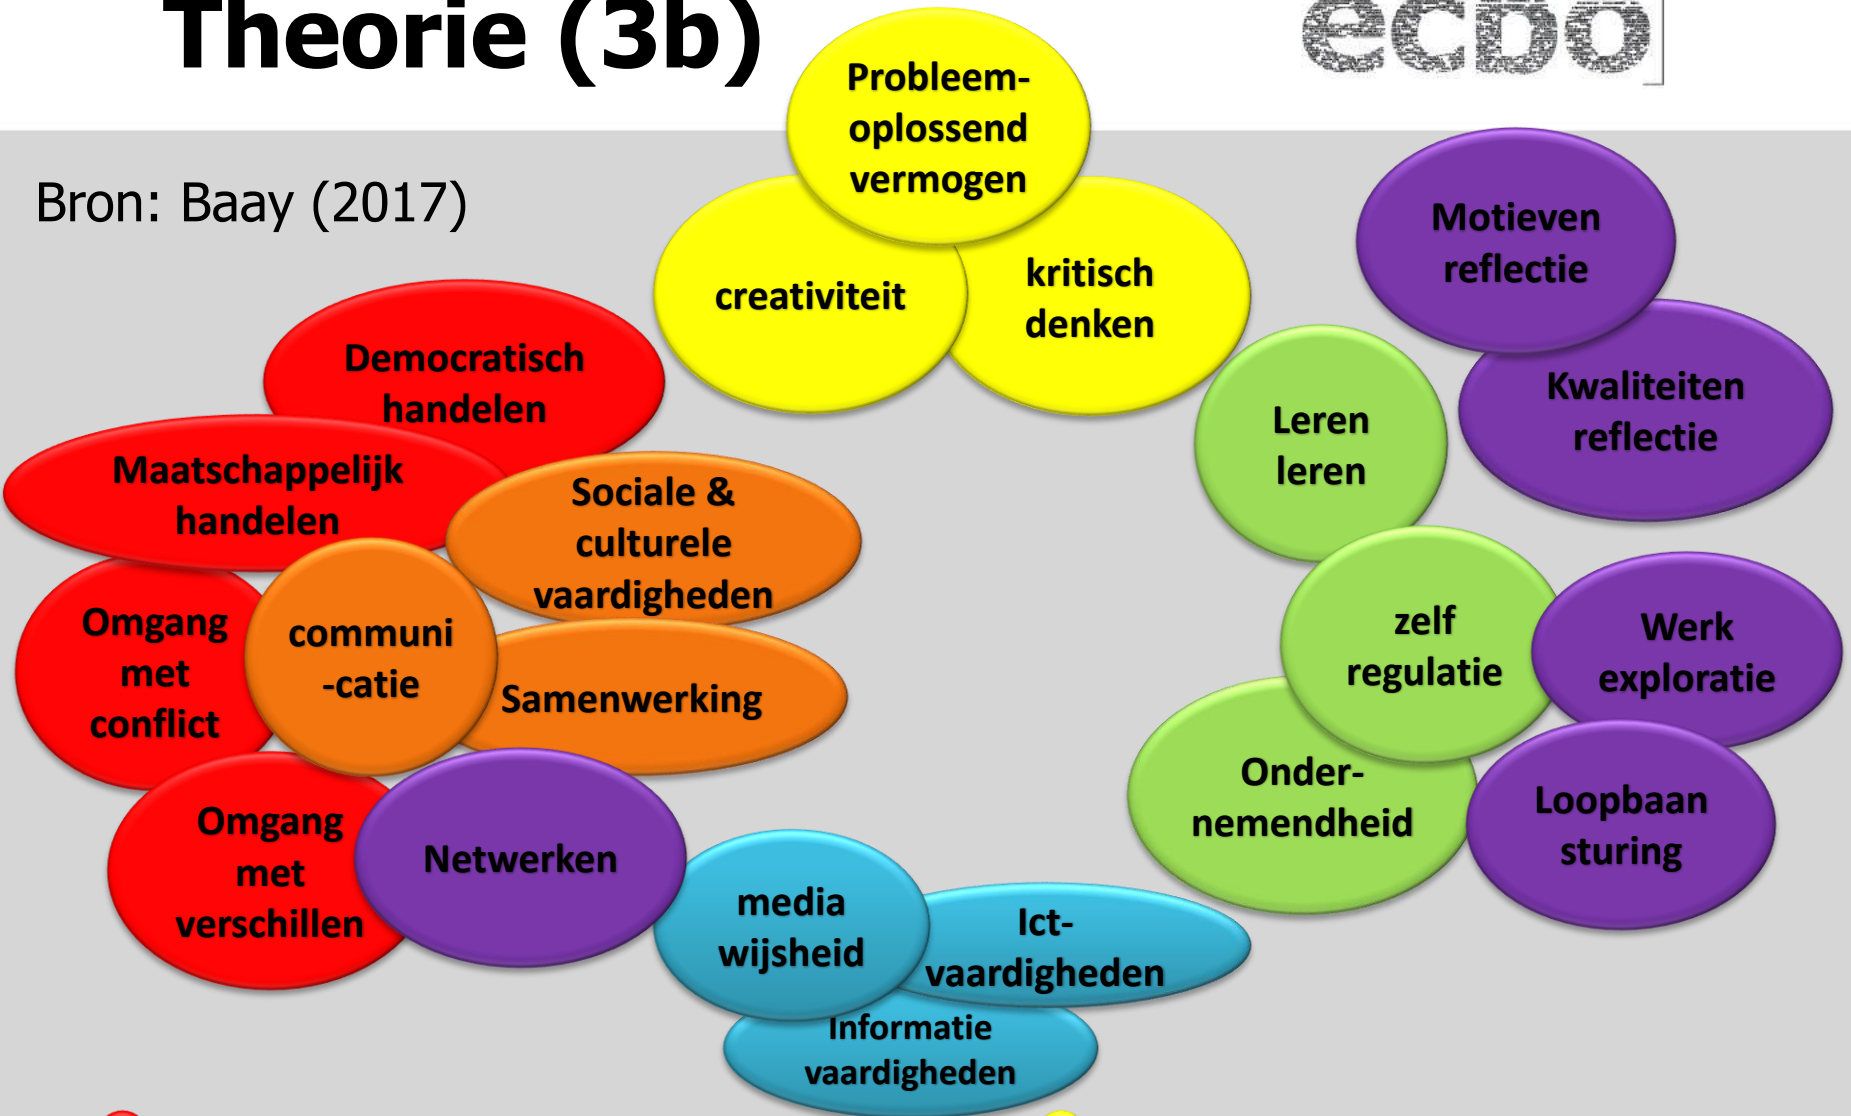 Theorie (3b)
ecbo
Bron: Baay (2017)
Probleem-
oplossend
vermogen
creativiteit
kritisch
denken
Motieven
reflectie
Kwaliteiten
reflectie
Democratisch
handelen
Maatschappelijk
handelen
Sociale &
culturele
vaardigheden
Leren
leren
Omgang
met
conflict
communi
-catie
Samenwerking
zelf
regulatie
Werk
exploratie
Onder-
nemendheid
Loopbaan
sturing
Omgang
met
verschillen
Netwerken
media
wijsheid
Ict-
vaardigheden
Informatie
vaardigheden